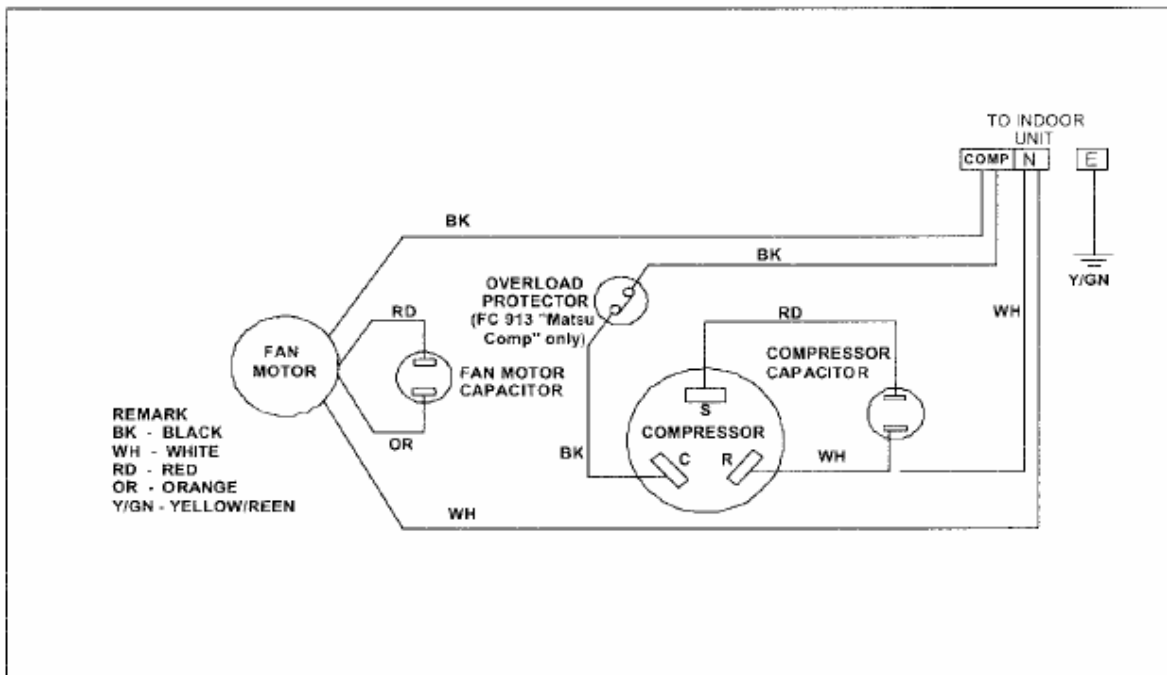 TO INDOOR
UNIT
COMP N E
BK
BK
OVERLOAD
PROTECTOR
(FC 913 "Matsu
Comp" only)
Y/GN
RD
RD
WH
FAN
MOTOR
FAN MOTOR
CAPACITOR
COMPRESSOR
CAPACITOR
S
COMPRESSOR
C R
BK
WH
OR
REMARK
BK - BLACK
WH - WHITE
RD - RED
OR - ORANGE
Y/GN - YELLOW/REEN
WH